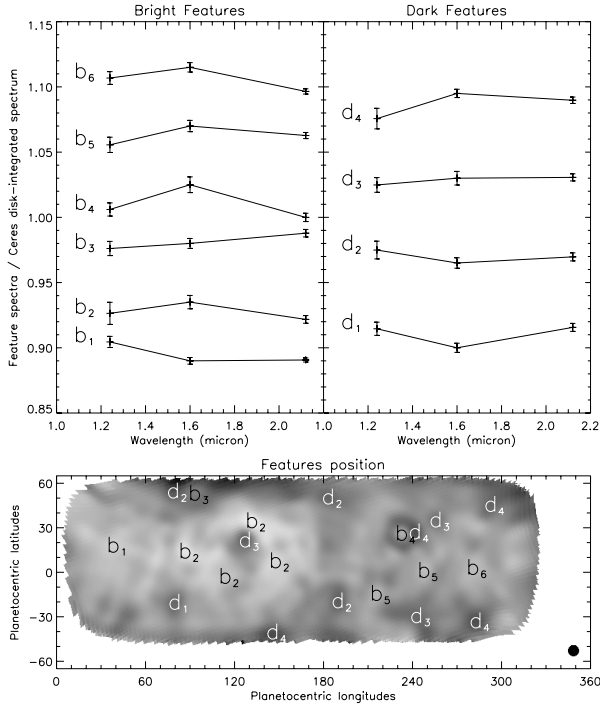 Bright Features
Dark Features
Feature spectra / Ceres disk-integrated spectrum
1.15
1.10
1.05
1.00
0.95
0.90
0.85
b6
b5
b4
b3
b2
b1
d4
d3
d2
d1
1.0 1.2 1.4 1.6 1.8 2.0 1.0 1.2 1.4 1.6 1.8 2.0 2.2
Wavelength (micron)
Wavelength (micron)
Features position
Planetocentric latitudes
60
30
0
-30
-60
d2 b3 d2 d4
b2 d3
d3 b4 d4
b1 b2 b2 b5 b6
b2
b5
d1 d2
d3 d4
d4
0 60 120 180 240 300 360
Planetocentric longitudes